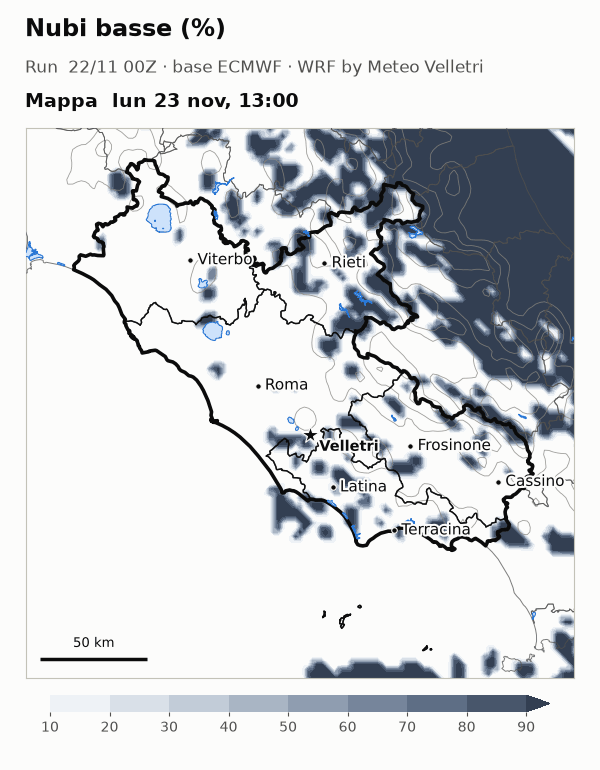 Nubi basse (%)
Run 22/11 00Z · base ECMWF · WRF by Meteo Velletri
Mappa lun 23 nov, 13:00
Viterbo
Rieti
Roma
Velletri
Frosinone
Latina
Cassino
Terracina
50 km
10 20 30 40 50 60 70 80 90